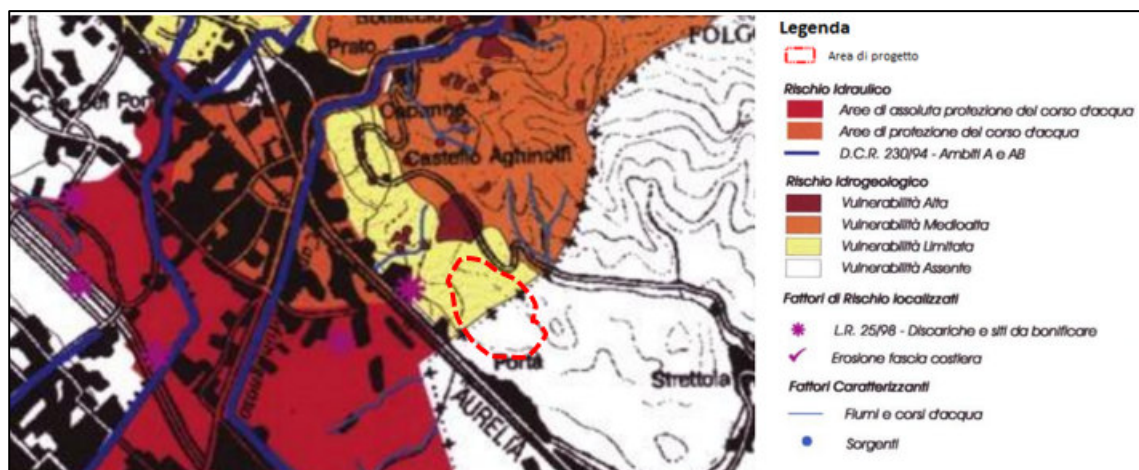 Prato
FOLGO
Capanne
Castello Aghinolfi
Porta
Strettoia
AURELIA
Legenda
Area di progetto
Rischio Idraulico
Aree di assoluta protezione del corso d'acqua
Aree di protezione del corso d'acqua
D.C.R. 230/94 - Ambiti A e AB
Rischio Idrogeologico
Vulnerabilità Alta
Vulnerabilità Medioalta
Vulnerabilità Limitata
Vulnerabilità Assente
Fattori di Rischio localizzati
L.R. 25/98 - Discariche e siti da bonificare
Erosione fascia costiera
Fattori Caratterizzanti
Fiumi e corsi d'acqua
Sorgenti